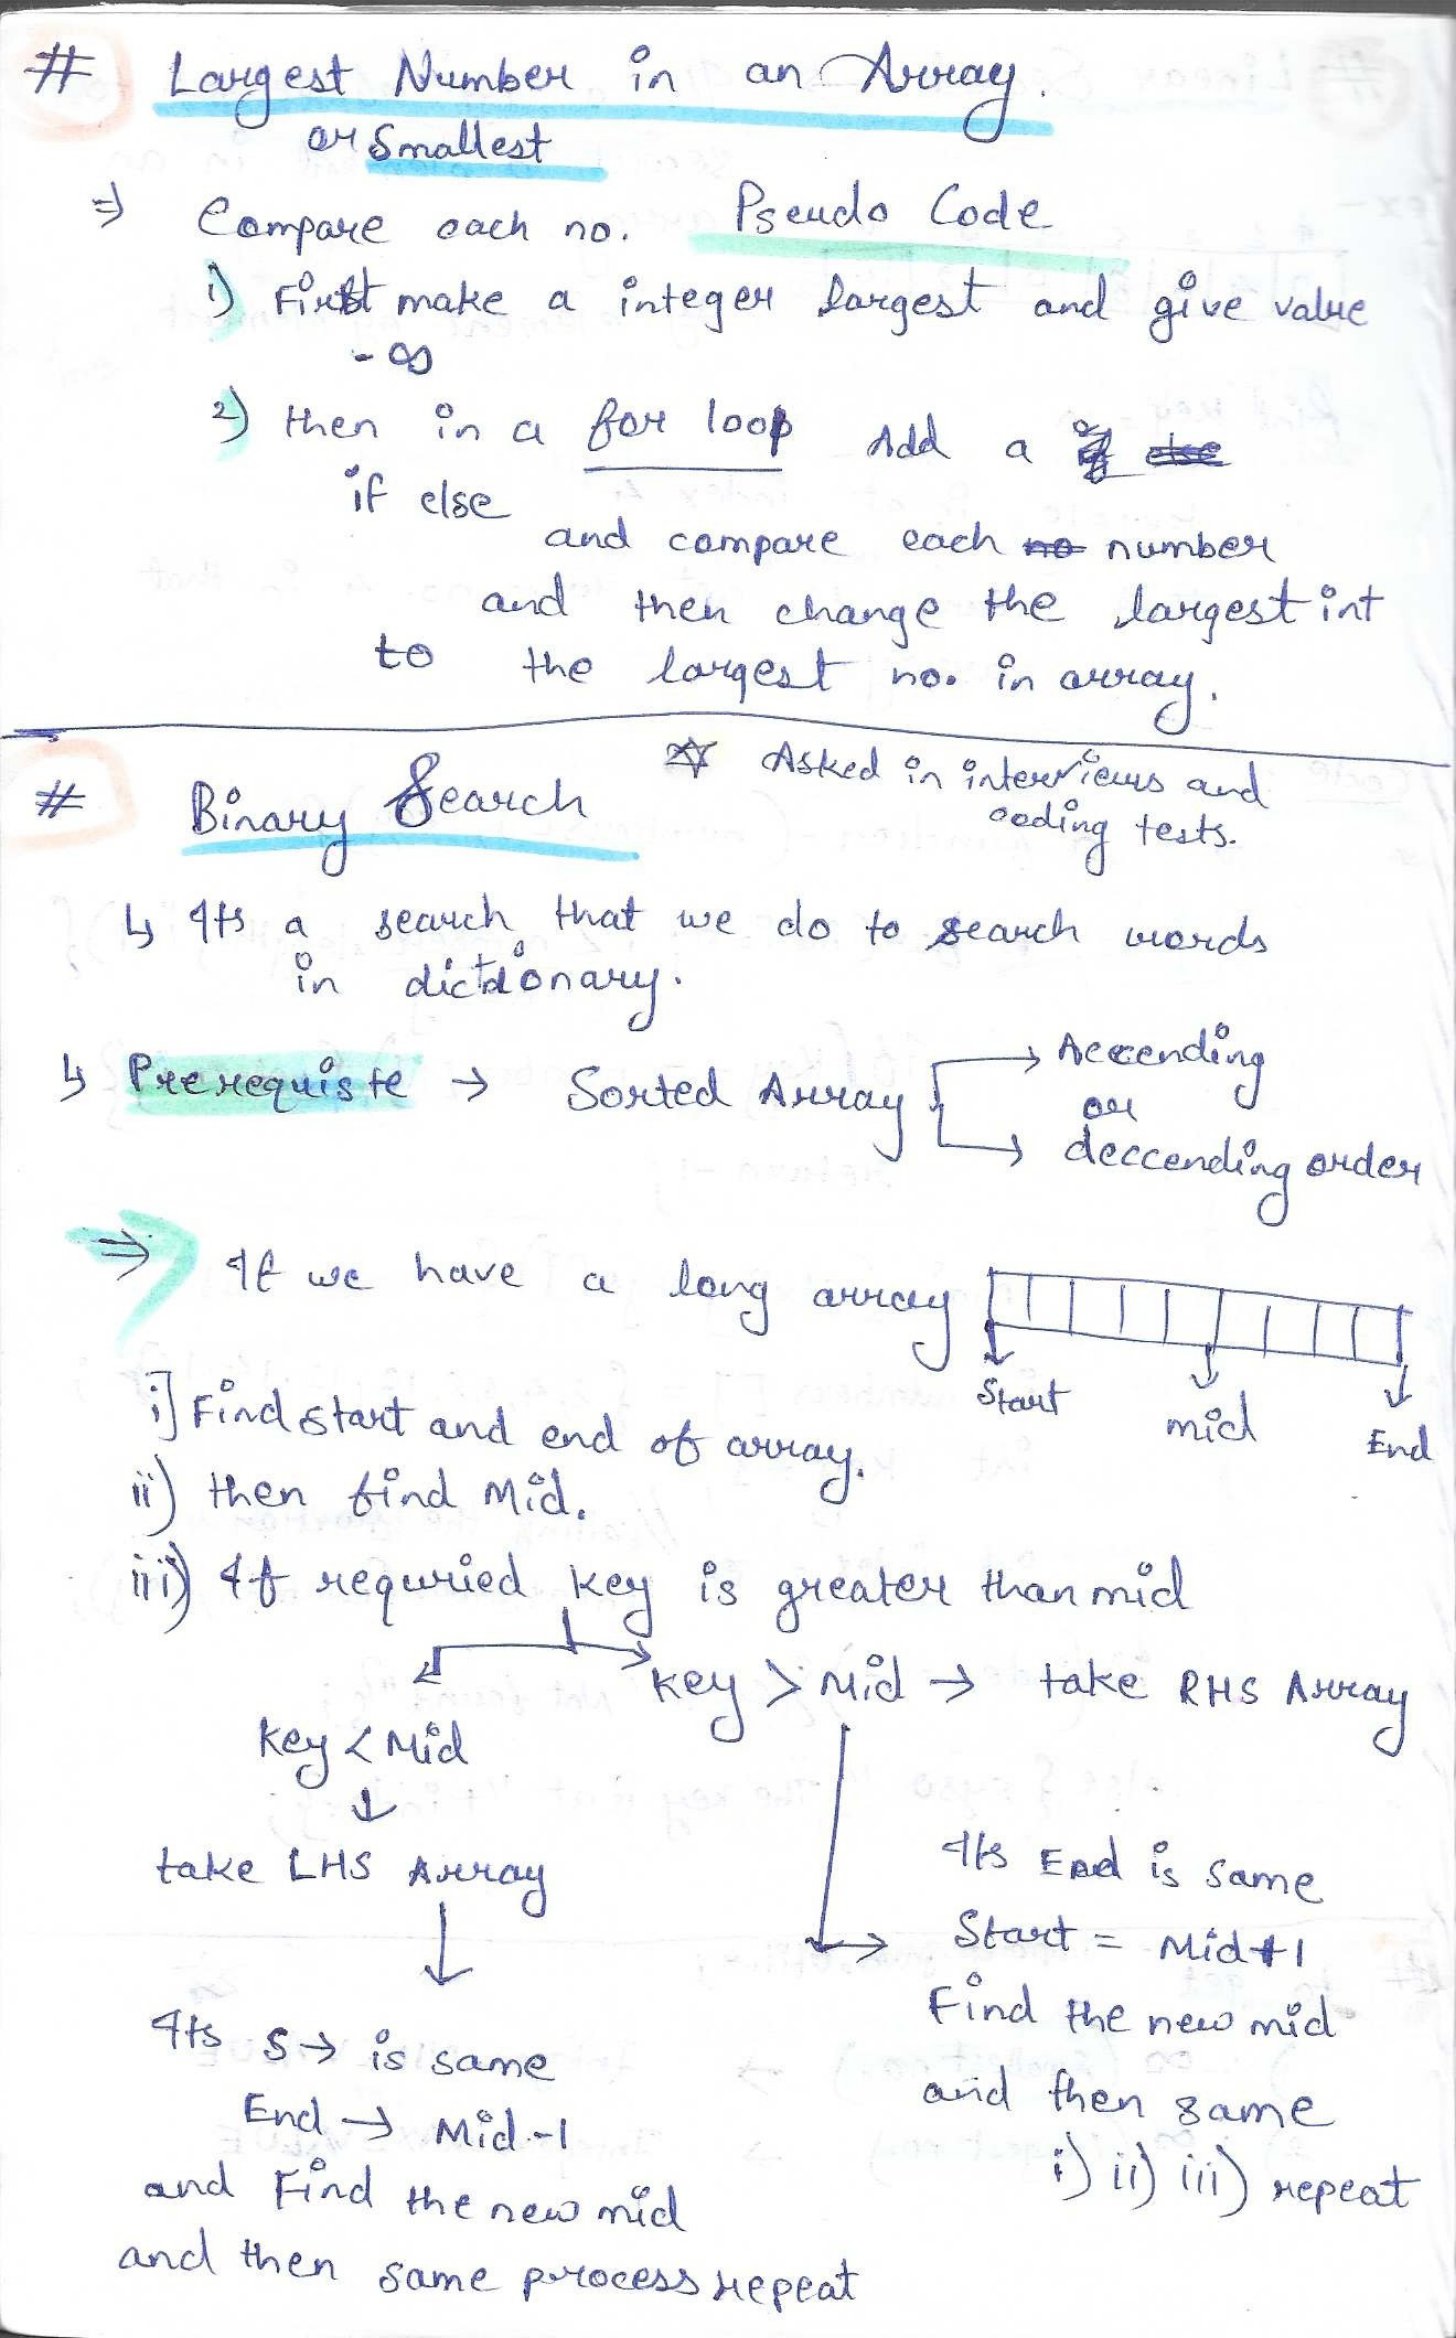 # Largest Number in an Array.
or Smallest
⇒ Compare each no. Pseudo Code
1) First make a integer largest and give value
- ∞
2) then in a for loop Add a if else
if else
and compare each no number
and then change the largest int
to the largest no. in array.
# Binary Search ☆ Asked in interviews and
coding tests.
↳ Its a search that we do to search words
in dictionary.
↳ Prerequiste → Sorted Array → Accending
or
→ deccending order
⇒ If we have a long array
Start mid End
i] Find start and end of array.
ii) then find Mid.
iii) If requried key is greater than mid
key > Mid → take RHS Array
key < Mid
↓
take LHS Array
Its End is same
Start = Mid+1
Find the new mid
and then same
i) ii) iii) repeat
Its S → is same
End → Mid-1
and Find the new mid
and then same process repeat